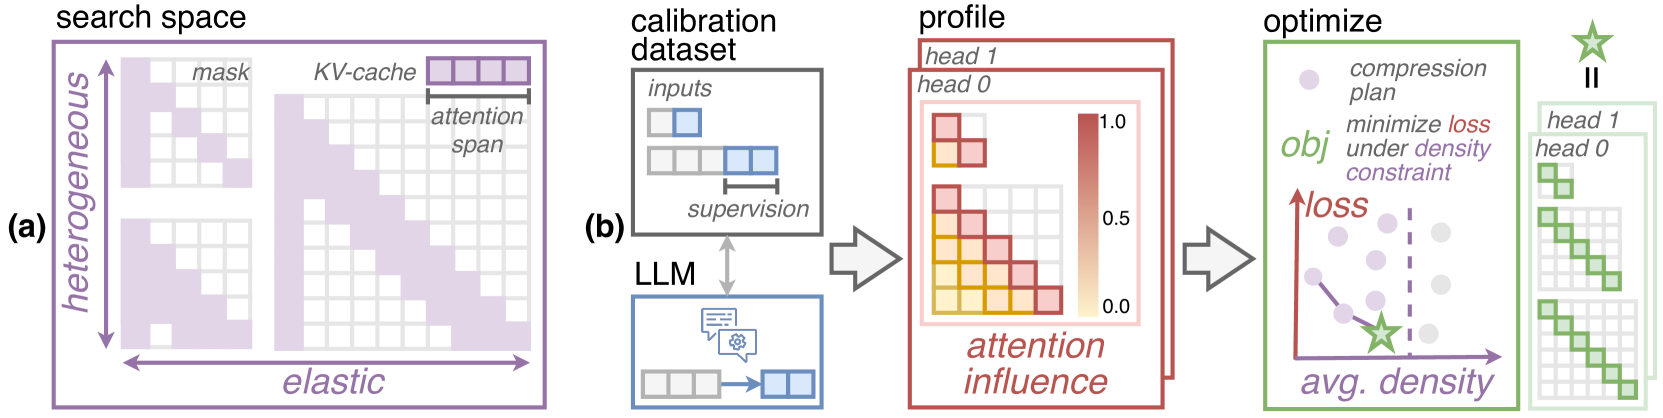 search space
(a)
heterogeneous
mask
KV-cache
attention
span
elastic
(b)
calibration
dataset
inputs
supervision
LLM
profile
head 1
head 0
1.0
0.5
0.0
attention
influence
optimize
compression
plan
obj
minimize loss
under density
constraint
loss
avg. density
=
head 1
head 0